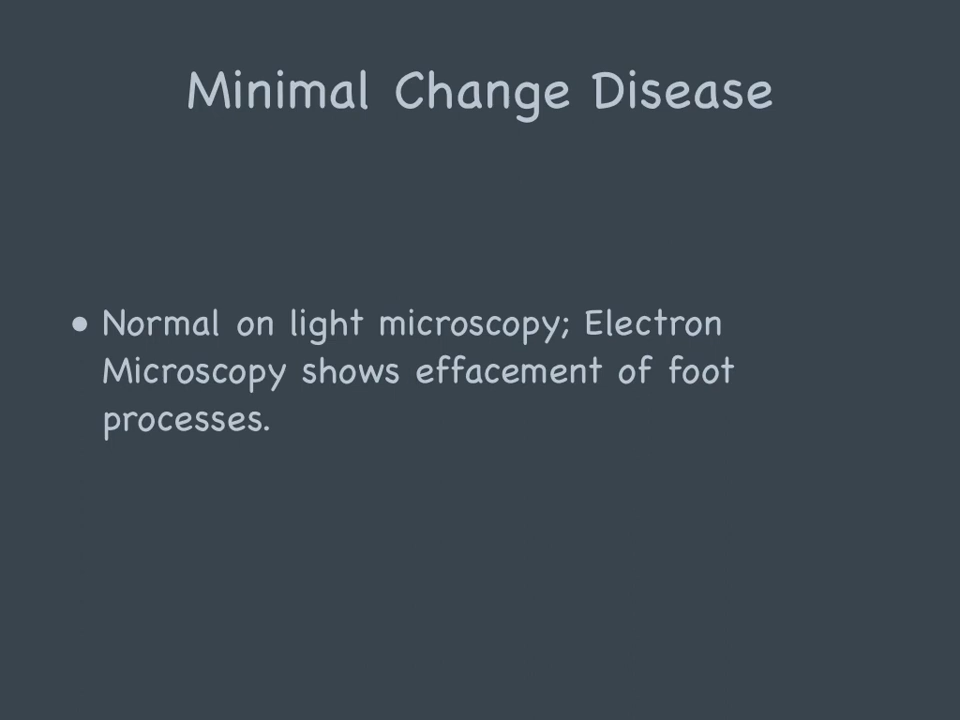 Minimal Change Disease
• Normal on light microscopy; Electron
Microscopy shows effacement of foot
processes.